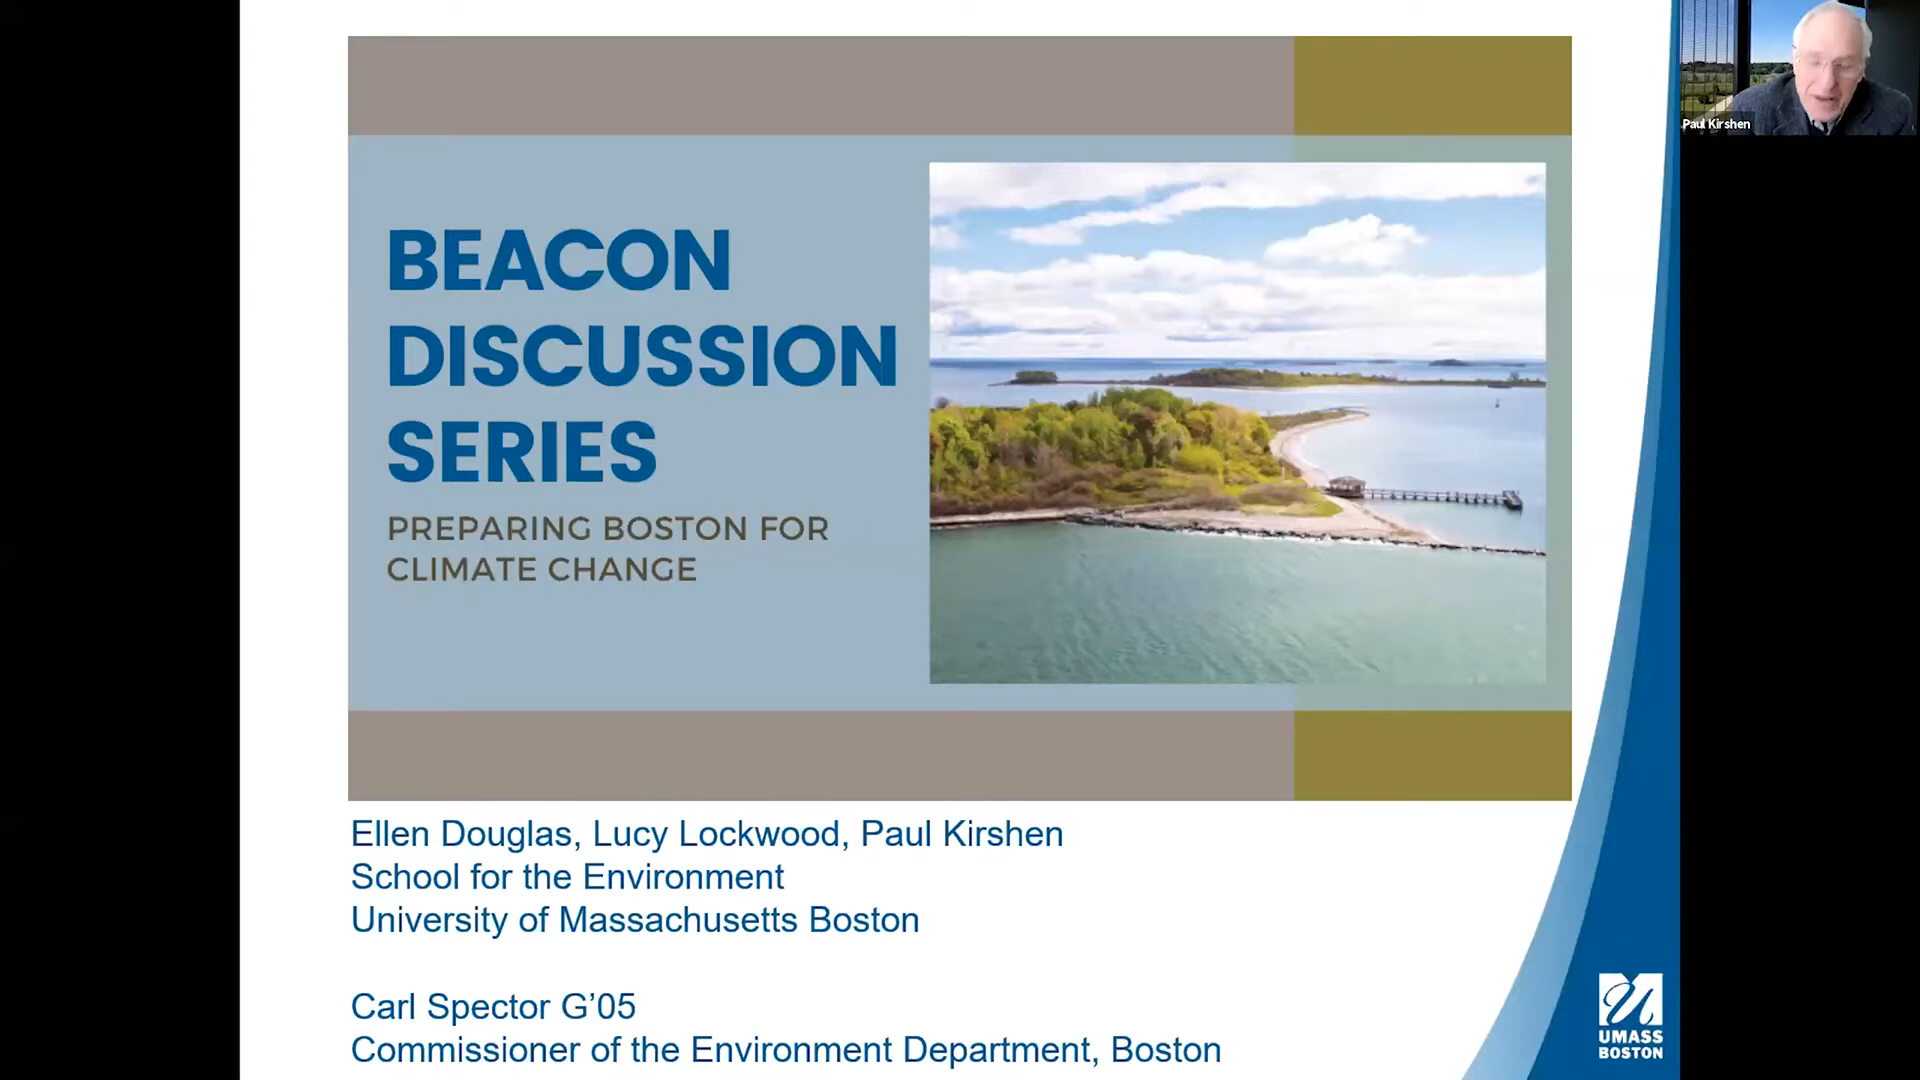 BEACON
DISCUSSION
SERIES
PREPARING BOSTON FOR
CLIMATE CHANGE
Paul Kirshen
Ellen Douglas, Lucy Lockwood, Paul Kirshen
School for the Environment
University of Massachusetts Boston
Carl Spector G’05
Commissioner of the Environment Department, Boston
UMASS
BOSTON